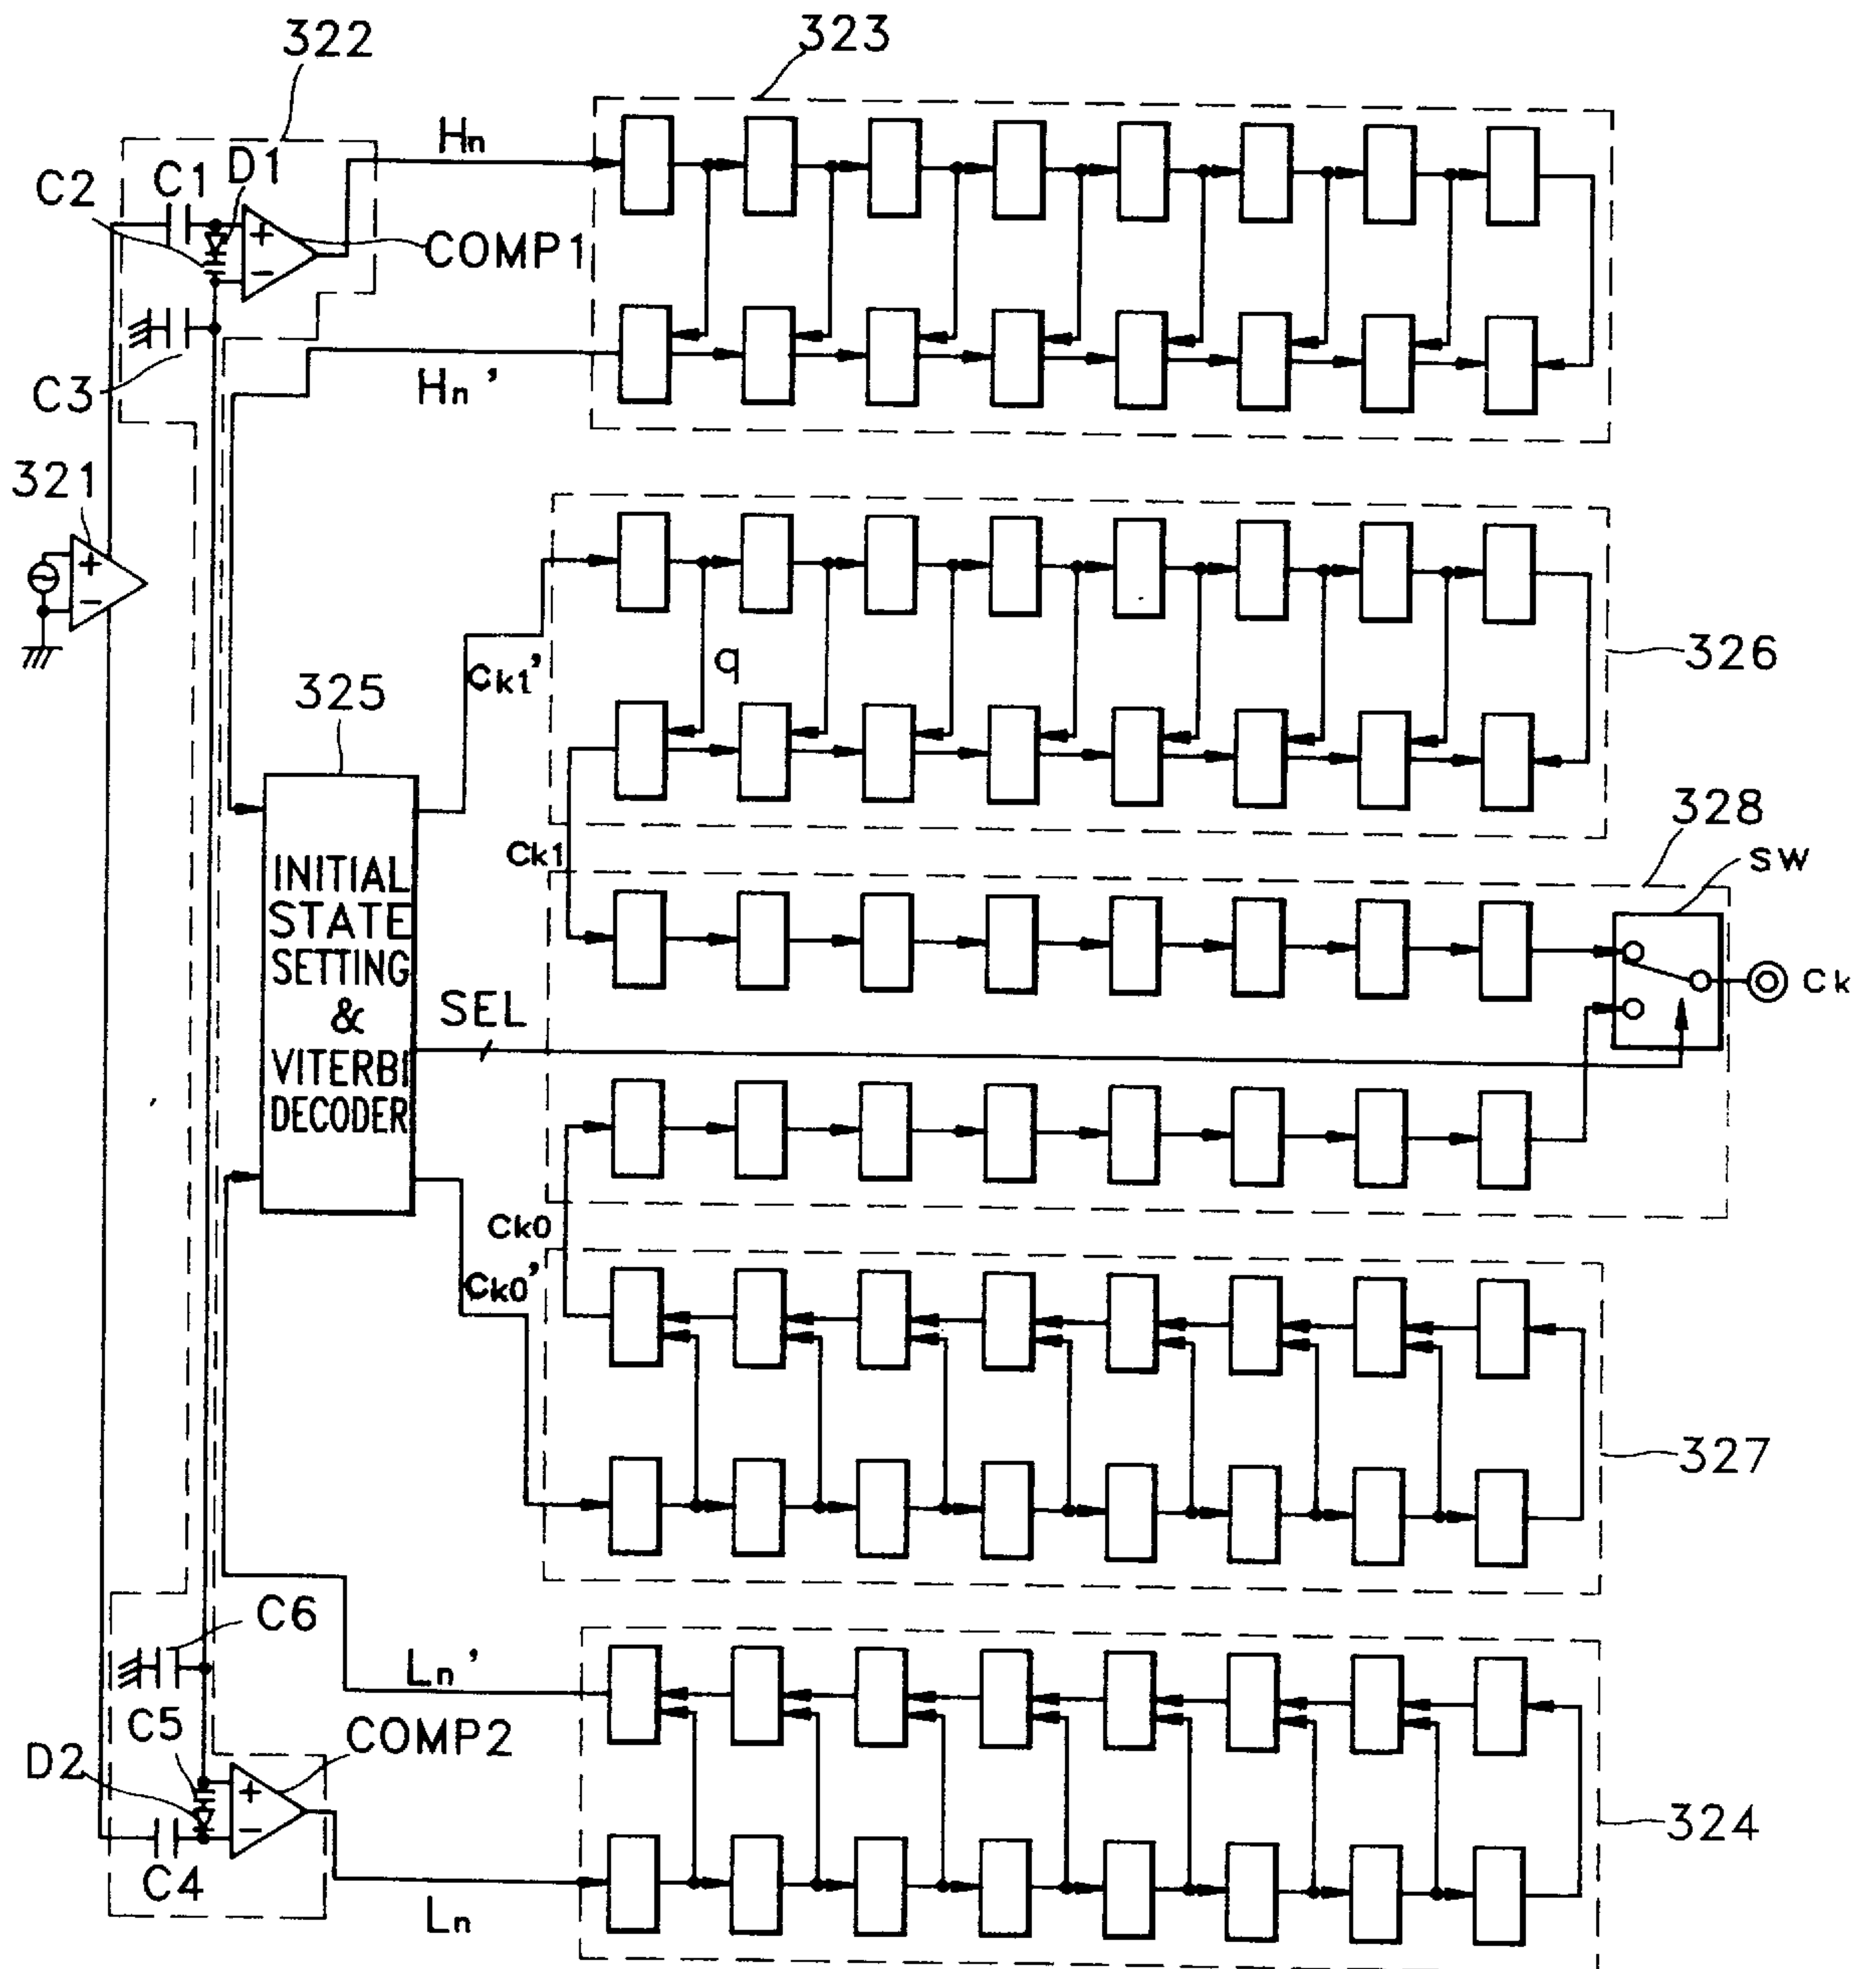 322
323
Hn
C1
D1
C2
+
-
COMP1
C3
Hn'
321
+
-
q
Ck1'
326
325
328
Ck1
SW
INITIAL
STATE
SETTING
&
VITERBI
DECODER
SEL
Ck
Ck0
Ck0'
327
C6
Ln'
C5
COMP2
D2
+
-
324
C4
Ln